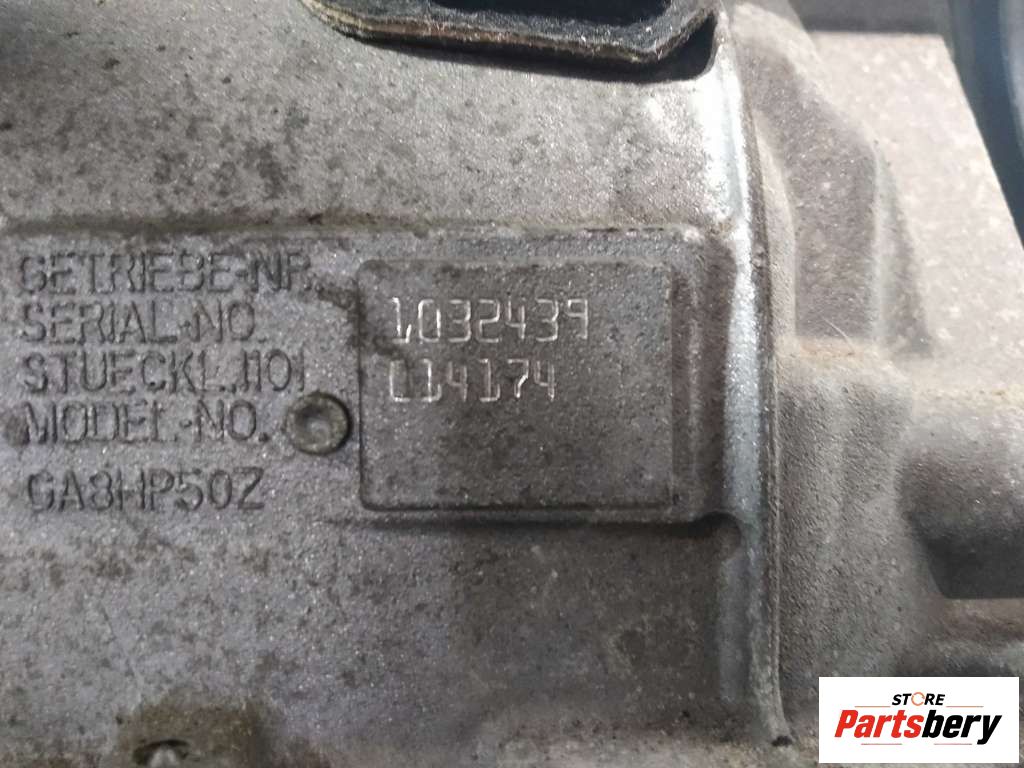 GETRIEBE-NR.
SERIAL-NO. 1032439
STUECKL. 1101 014174
MODEL-NO.
GA8HP50Z
STORE
Partsbery